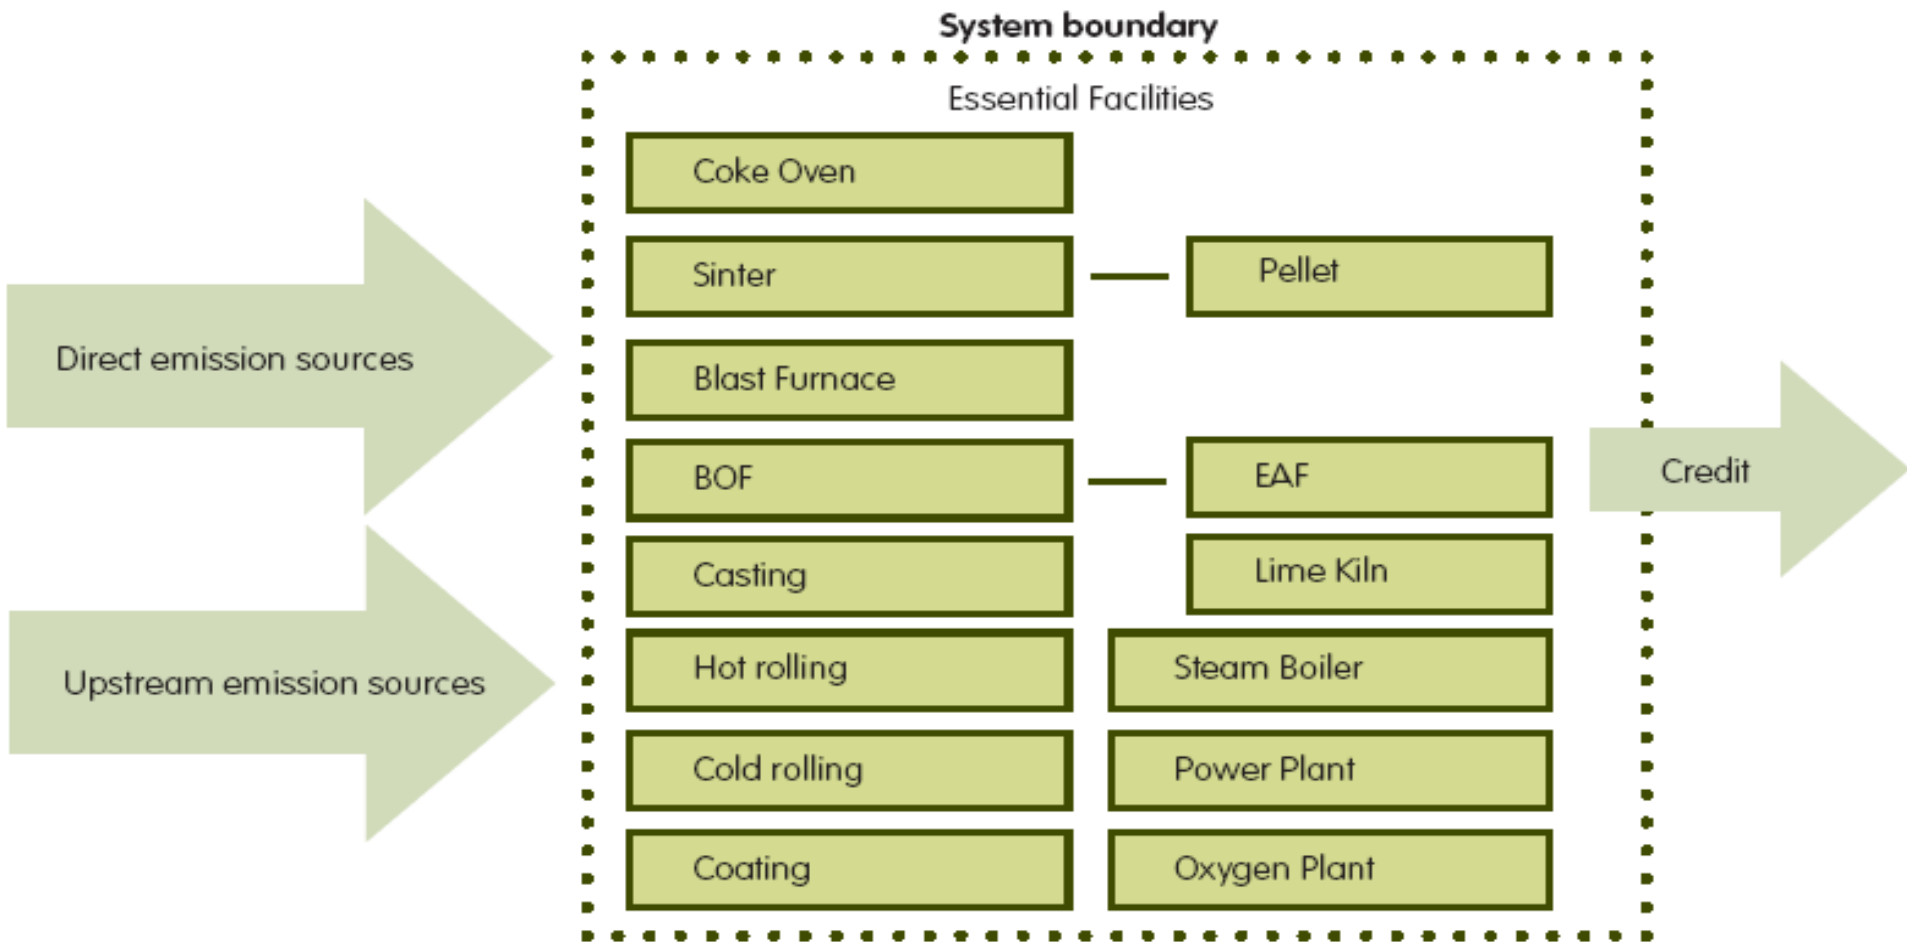 System boundary
Essential Facilities
Coke Oven
Sinter
Pellet
Direct emission sources
Blast Furnace
BOF
EAF
Credit
Casting
Lime Kiln
Hot rolling
Steam Boiler
Upstream emission sources
Cold rolling
Power Plant
Coating
Oxygen Plant